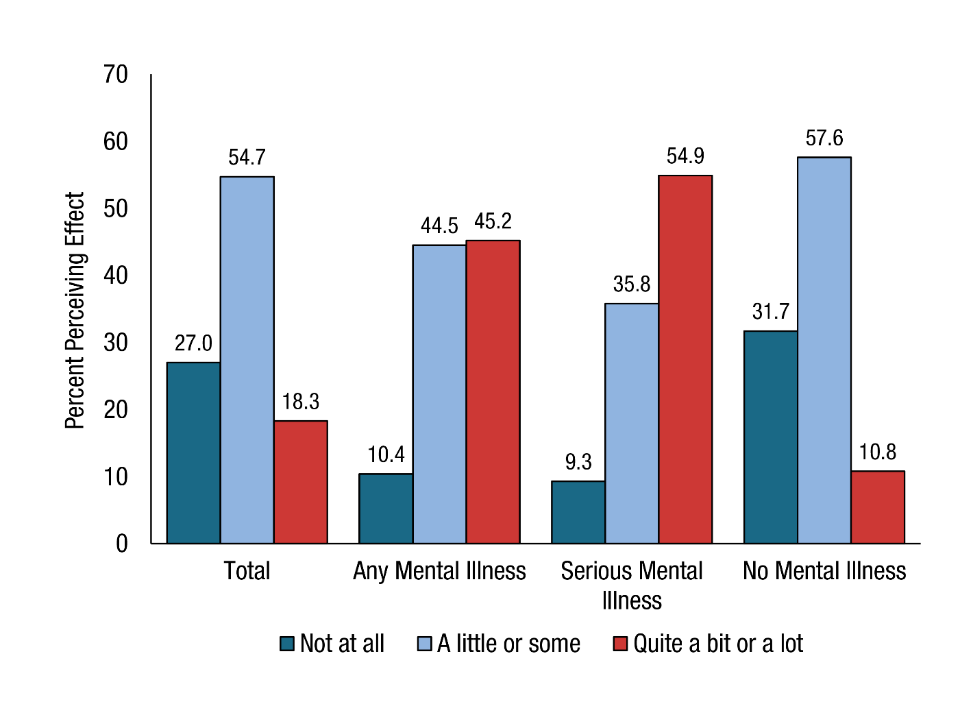 Percent Perceiving Effect
70
60
50
40
30
20
10
0
27.0
54.7
18.3
10.4
44.5
45.2
9.3
35.8
54.9
31.7
57.6
10.8
Total
Any Mental Illness
Serious Mental
Illness
No Mental Illness
Not at all
A little or some
Quite a bit or a lot